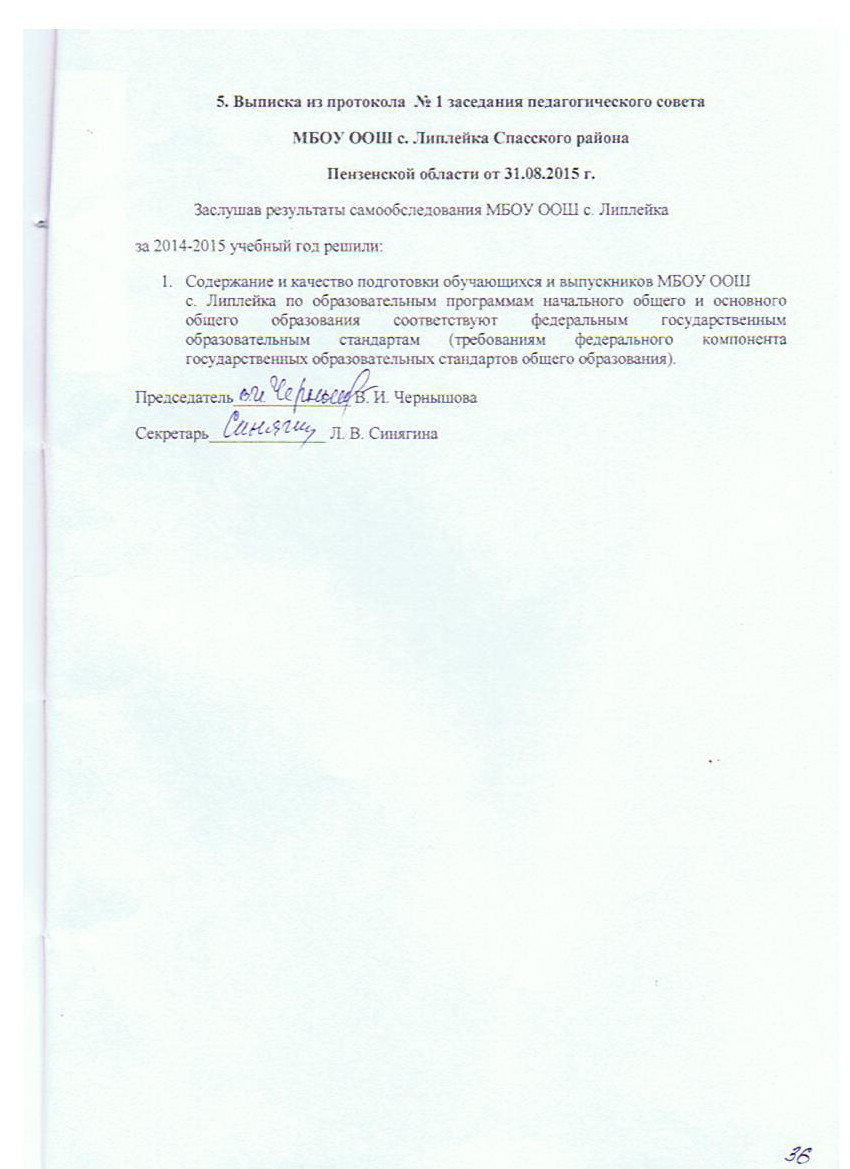 5. Выписка из протокола № 1 заседания педагогического совета
МБОУ ООШ с. Липлейка Спасского района
Пензенской области от 31.08.2015 г.
Заслушав результаты самообследования МБОУ ООШ с. Липлейка
за 2014-2015 учебный год решили:
1. Содержание и качество подготовки обучающихся и выпускников МБОУ ООШ
с. Липлейка по образовательным программам начального общего и основного
общего образования соответствуют федеральным государственным
образовательным стандартам (требованиям федерального компонента
государственных образовательных стандартов общего образования).
Председатель ви Чернышов В. И. Чернышова
Секретарь Синягин Л. В. Синягина
36